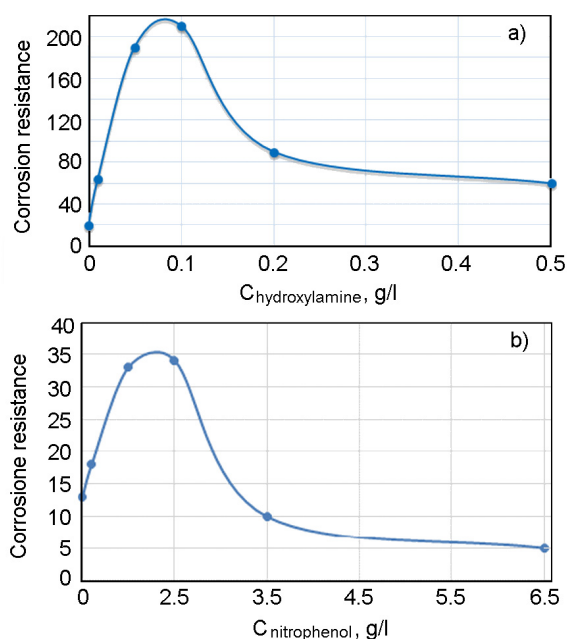 a)
Corrosion resistance
200
160
120
80
40
0
0 0.1 0.2 0.3 0.4 0.5
Chydroxylamine, g/l
b)
Corrosione resistance
40
35
30
25
20
15
10
5
0
0 2.5 3.5 4.5 5.5 6.5
Cnitrophenol, g/l